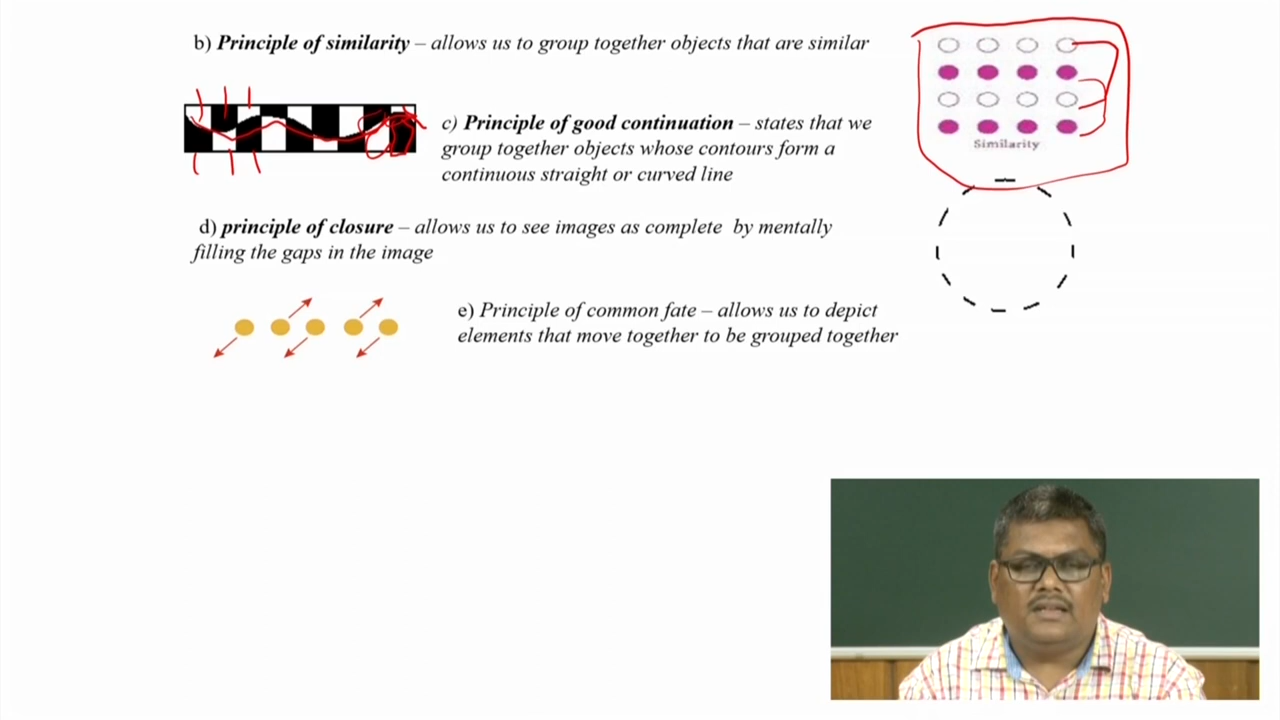 b) Principle of similarity – allows us to group together objects that are similar
c) Principle of good continuation – states that we
group together objects whose contours form a
continuous straight or curved line
Similarity
d) principle of closure – allows us to see images as complete by mentally
filling the gaps in the image
e) Principle of common fate – allows us to depict
elements that move together to be grouped together